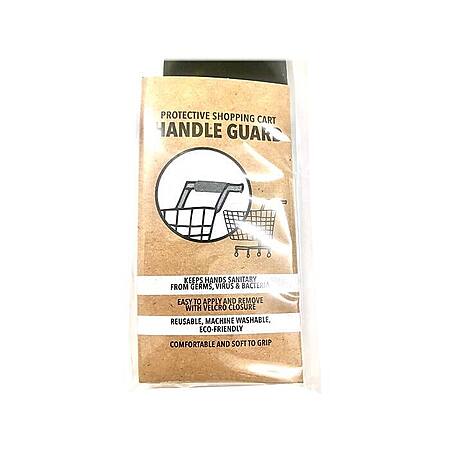 PROTECTIVE SHOPPING CART
HANDLE GUARD
KEEPS HANDS SANITARY
FROM GERMS, VIRUS & BACTERIA
EASY TO APPLY AND REMOVE
WITH VELCRO CLOSURE
REUSABLE, MACHINE WASHABLE,
ECO-FRIENDLY
COMFORTABLE AND SOFT TO GRIP